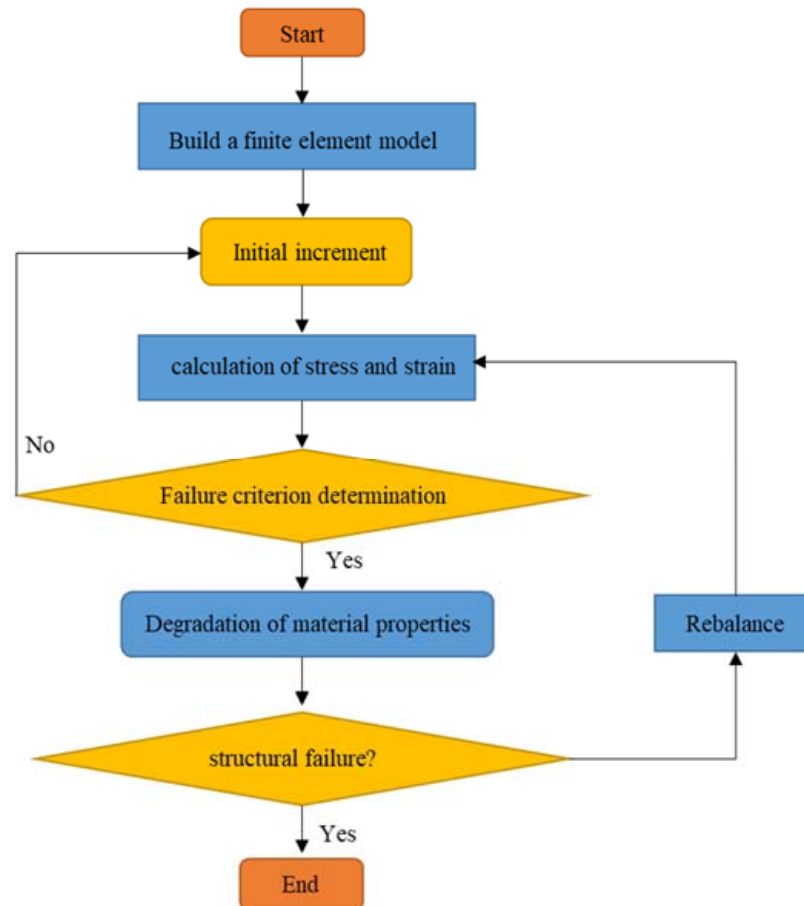 Start
Build a finite element model
Initial increment
calculation of stress and strain
No
Failure criterion determination
Yes
Degradation of material properties
Rebalance
structural failure?
Yes
End